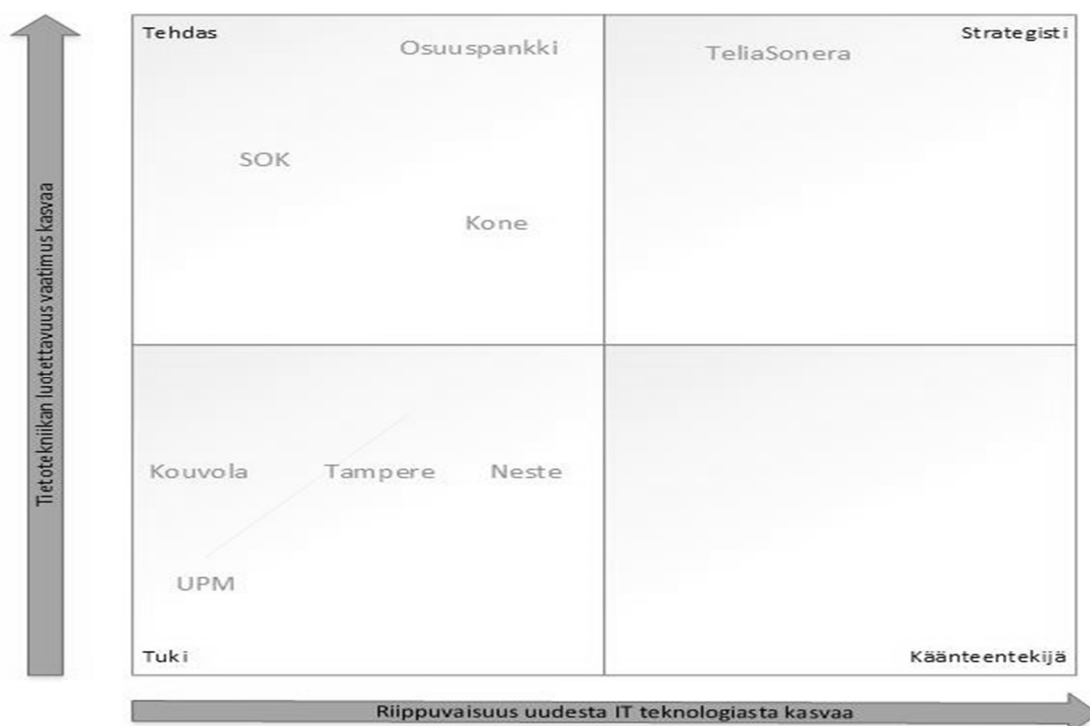 Tehdas
Strategisti
Osuuspankki
TeliaSonera
SOK
Kone
Tietotekniikan luotettavuus vaatimus kasvaa
Kouvola
Tampere
Neste
UPM
Tuki
Käänteentekijä
Riippuvaisuus uudesta IT teknologiasta kasvaa